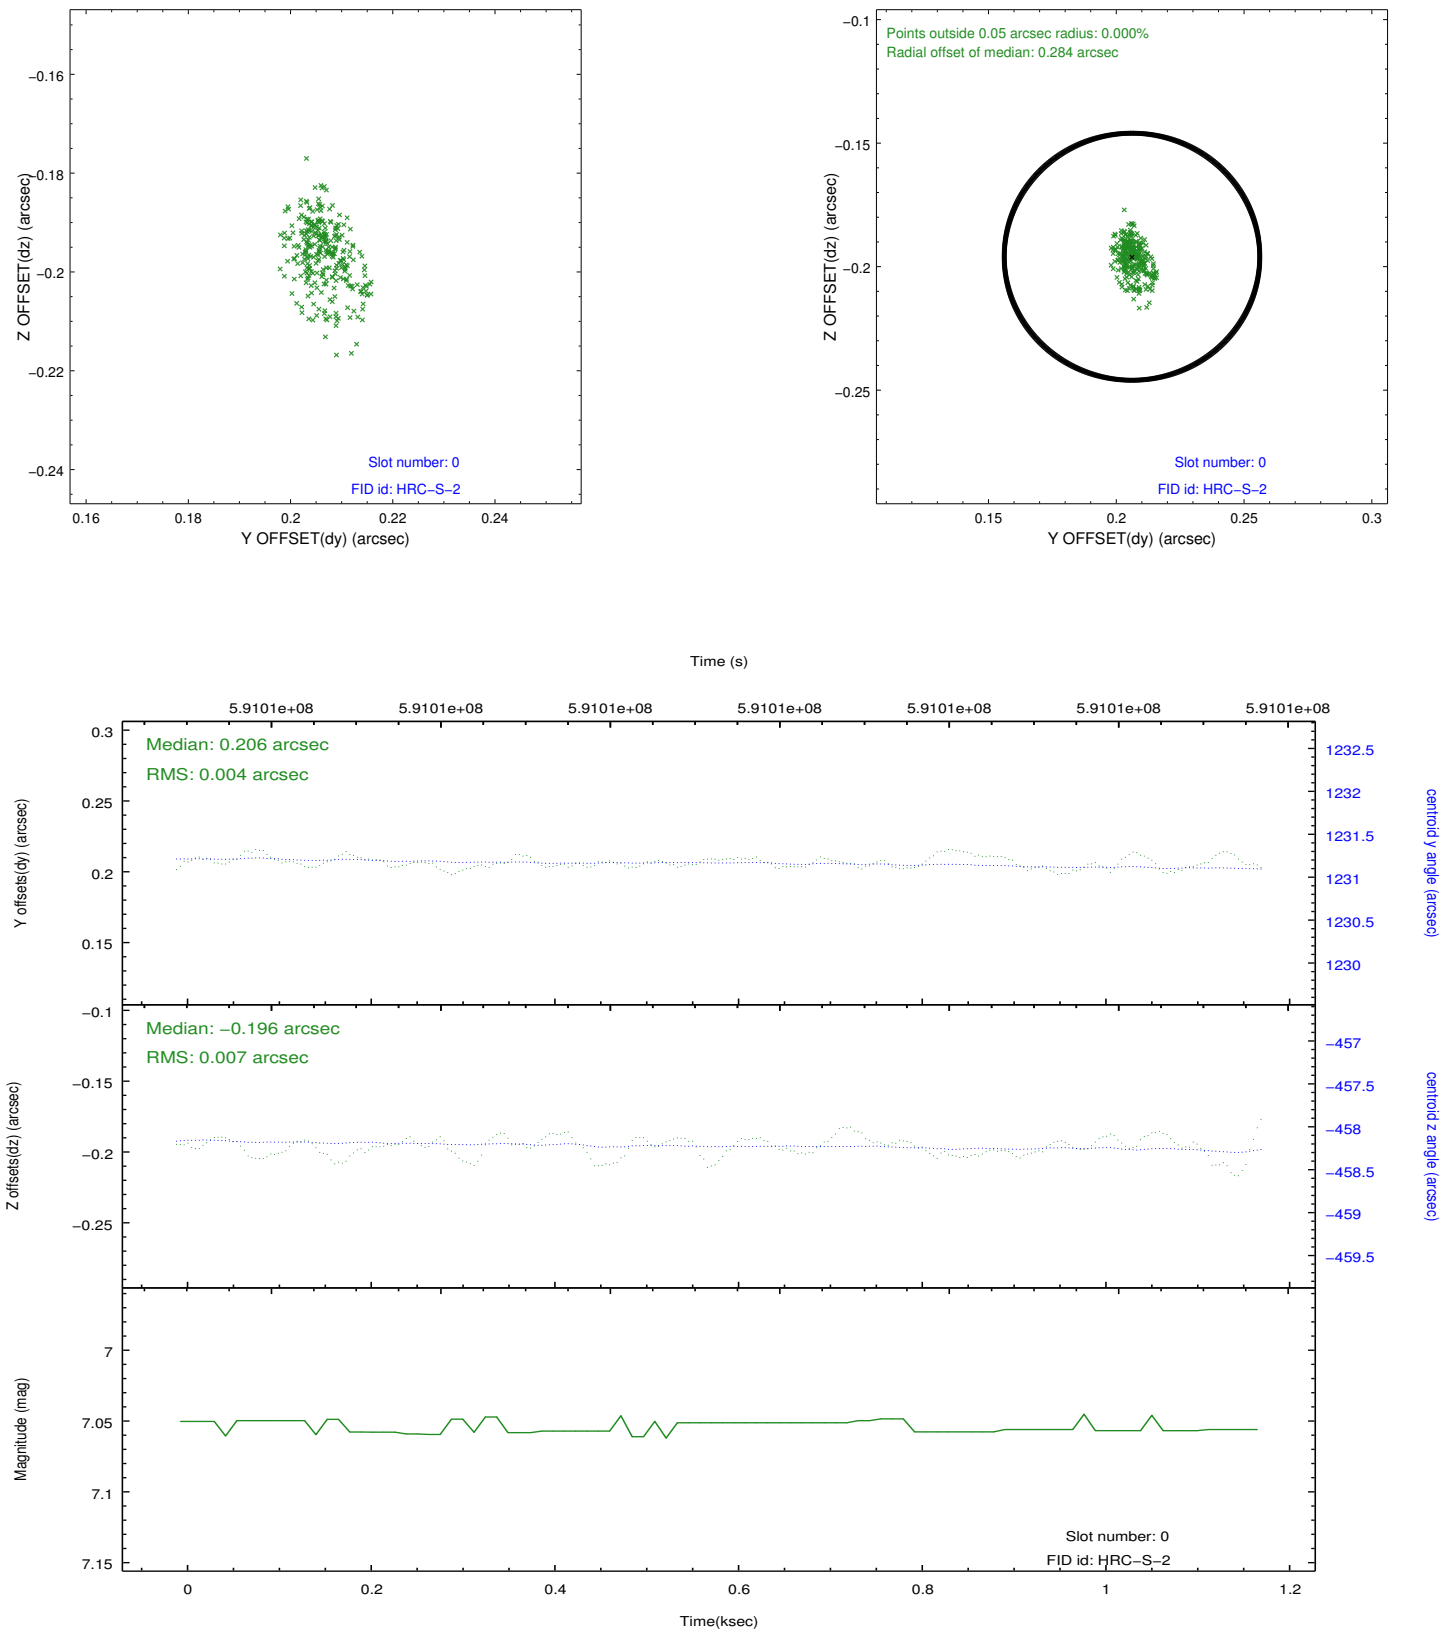 −0.16
−0.18
−0.2
−0.22
−0.24
Z OFFSET(dz) (arcsec)
Slot number: 0
FID id: HRC−S−2
0.16 0.18 0.2 0.22 0.24
Y OFFSET(dy) (arcsec)
Points outside 0.05 arcsec radius: 0.000%
Radial offset of median: 0.284 arcsec
−0.1
−0.15
−0.2
−0.25
Z OFFSET(dz) (arcsec)
Slot number: 0
FID id: HRC−S−2
0.15 0.2 0.25 0.3
Y OFFSET(dy) (arcsec)
Time (s)
5.9101e+08 5.9101e+08 5.9101e+08 5.9101e+08 5.9101e+08 5.9101e+08 5.9101e+08
Median: 0.206 arcsec
RMS: 0.004 arcsec
0.3
0.25
0.2
0.15
Y offsets(dy) (arcsec)
1232.5
1232
1231.5
1231
1230.5
1230
centroid y angle (arcsec)
Median: −0.196 arcsec
RMS: 0.007 arcsec
−0.1
−0.15
−0.2
−0.25
Z offsets(dz) (arcsec)
−457
−457.5
−458
−458.5
−459
−459.5
centroid z angle (arcsec)
7
7.05
7.1
7.15
Magnitude (mag)
Slot number: 0
FID id: HRC−S−2
0 0.2 0.4 0.6 0.8 1 1.2
Time(ksec)